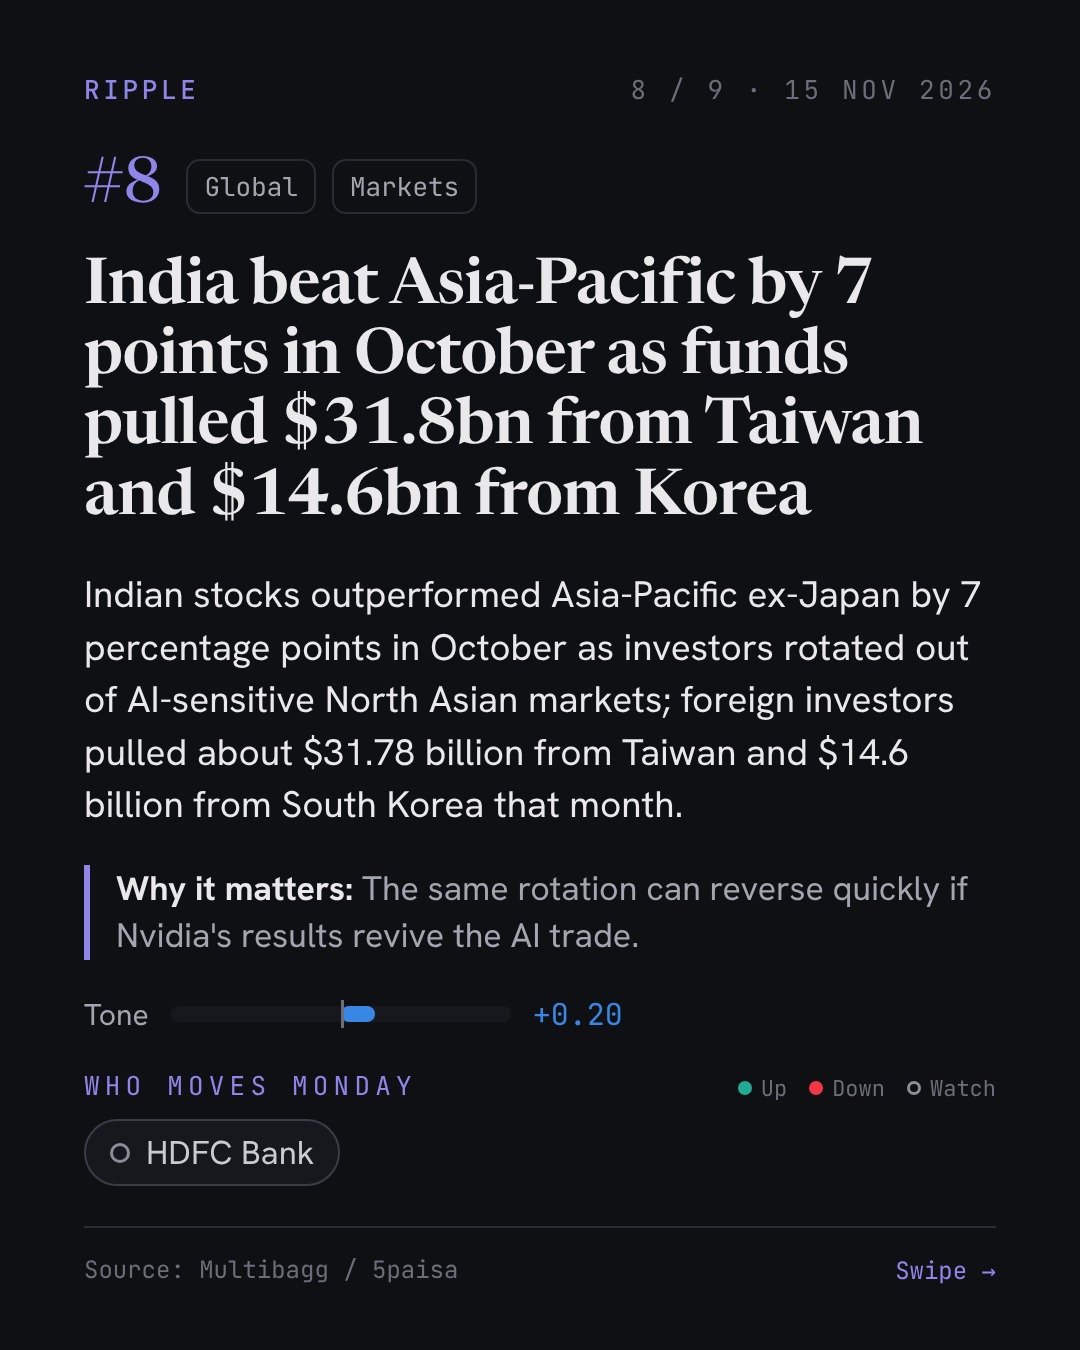 RIPPLE
8 / 9 · 15 NOV 2026
#8 Global Markets
India beat Asia-Pacific by 7
points in October as funds
pulled $31.8bn from Taiwan
and $14.6bn from Korea
Indian stocks outperformed Asia-Pacific ex-Japan by 7
percentage points in October as investors rotated out
of AI-sensitive North Asian markets; foreign investors
pulled about $31.78 billion from Taiwan and $14.6
billion from South Korea that month.
Why it matters: The same rotation can reverse quickly if
Nvidia's results revive the AI trade.
Tone +0.20
WHO MOVES MONDAY
Up Down Watch
HDFC Bank
Source: Multibagg / 5paisa
Swipe →